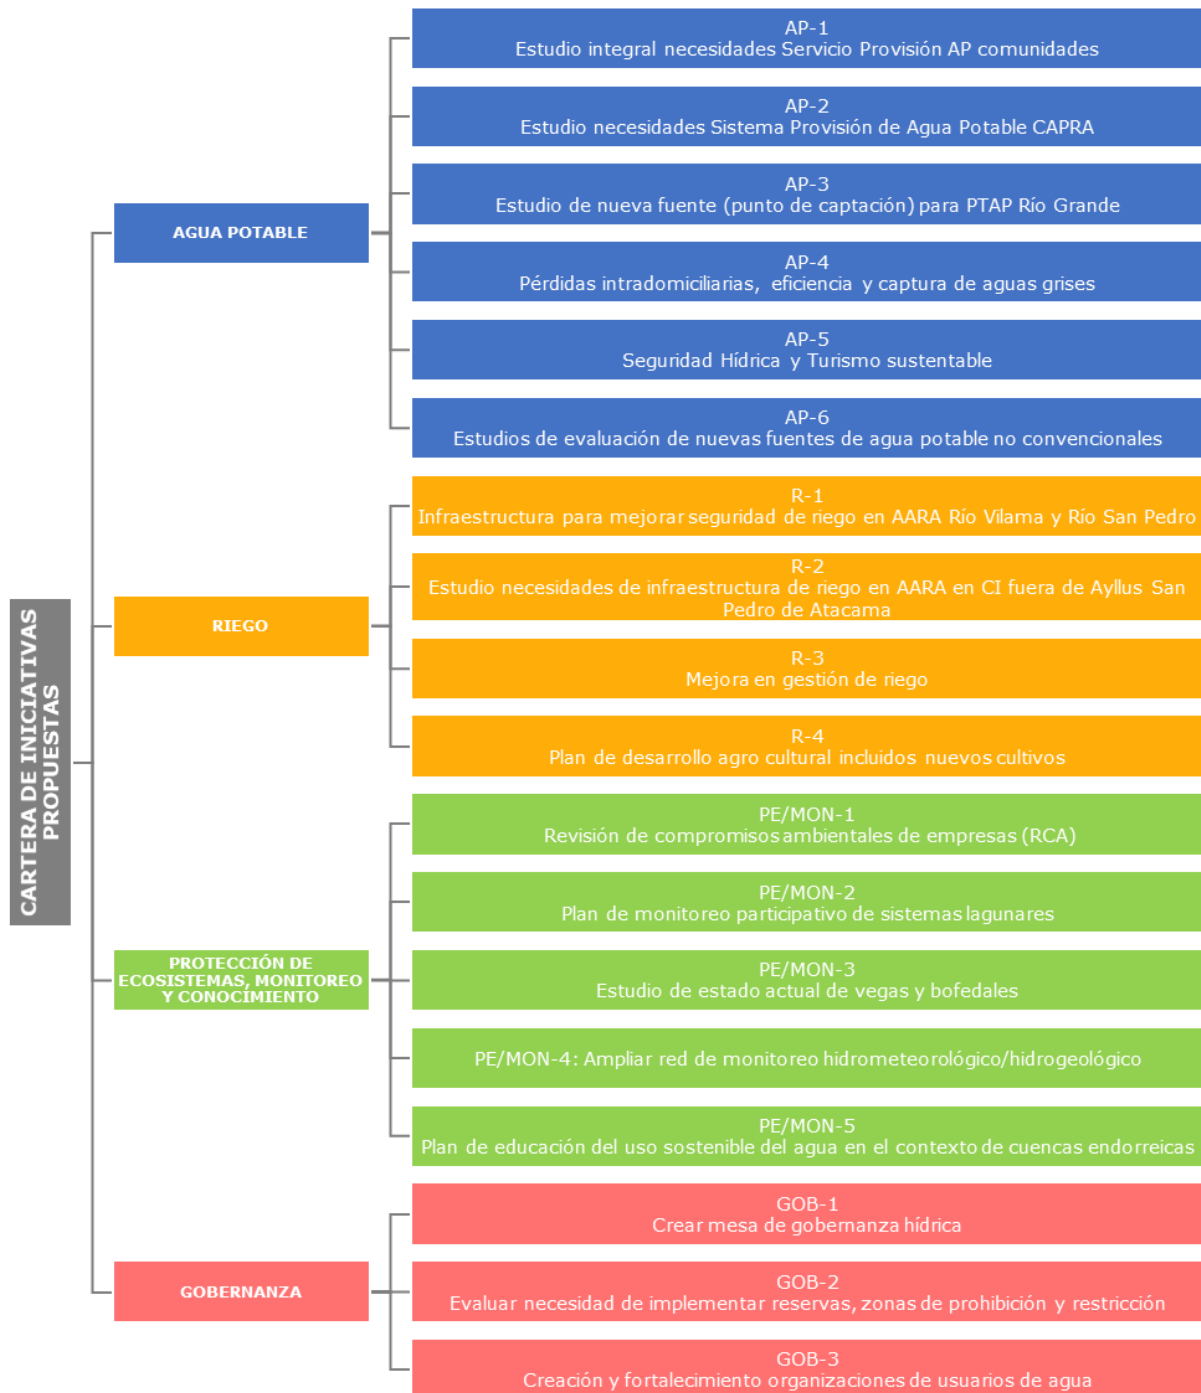 CARTERA DE INICIATIVAS
PROPUESTAS
AGUA POTABLE
AP-1
Estudio integral necesidades Servicio Provisión AP comunidades
AP-2
Estudio necesidades Sistema Provisión de Agua Potable CAPRA
AP-3
Estudio de nueva fuente (punto de captación) para PTAP Río Grande
AP-4
Pérdidas intradomiciliarias, eficiencia y captura de aguas grises
AP-5
Seguridad Hídrica y Turismo sustentable
AP-6
Estudios de evaluación de nuevas fuentes de agua potable no convencionales
RIEGO
R-1
Infraestructura para mejorar seguridad de riego en AARA Río Vilama y Río San Pedro
R-2
Estudio necesidades de infraestructura de riego en AARA en CI fuera de Ayllus San
Pedro de Atacama
R-3
Mejora en gestión de riego
R-4
Plan de desarrollo agro cultural incluidos nuevos cultivos
PROTECCIÓN DE
ECOSISTEMAS, MONITOREO
Y CONOCIMIENTO
PE/MON-1
Revisión de compromisos ambientales de empresas (RCA)
PE/MON-2
Plan de monitoreo participativo de sistemas lagunares
PE/MON-3
Estudio de estado actual de vegas y bofedales
PE/MON-4: Ampliar red de monitoreo hidrometeorológico/hidrogeológico
PE/MON-5
Plan de educación del uso sostenible del agua en el contexto de cuencas endorreicas
GOBERNANZA
GOB-1
Crear mesa de gobernanza hídrica
GOB-2
Evaluar necesidad de implementar reservas, zonas de prohibición y restricción
GOB-3
Creación y fortalecimiento organizaciones de usuarios de agua